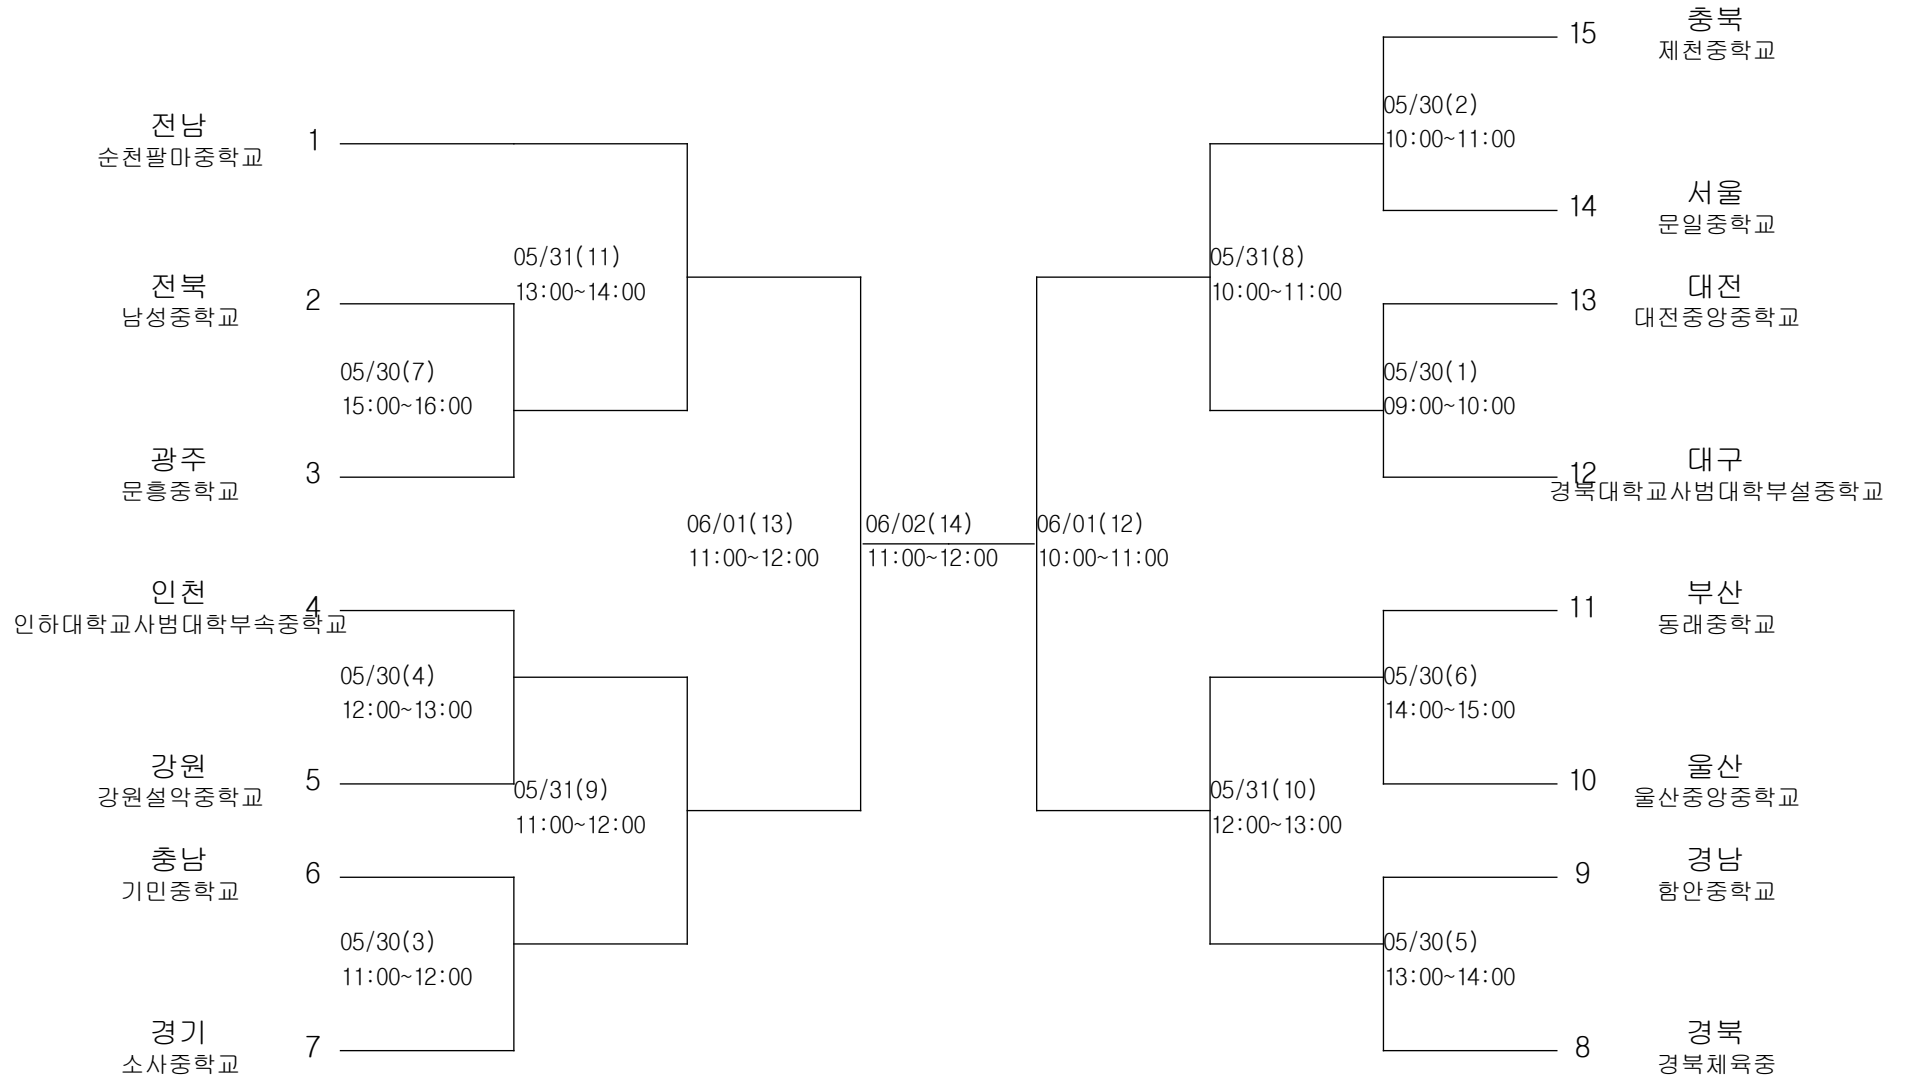 전남
순천팔마중학교
1
전북
남성중학교
2
05/31(11)
13:00~14:00
05/30(7)
15:00~16:00
광주
문흥중학교
3
06/01(13)
11:00~12:00
인천
인하대학교사범대학부속중학교
4
05/30(4)
12:00~13:00
강원
강원설악중학교
5
05/31(9)
11:00~12:00
충남
기민중학교
6
05/30(3)
11:00~12:00
경기
소사중학교
7
06/02(14)
11:00~12:00
15
충북
제천중학교
05/30(2)
10:00~11:00
14
서울
문일중학교
05/31(8)
10:00~11:00
13
대전
대전중앙중학교
05/30(1)
09:00~10:00
12
대구
경북대학교사범대학부설중학교
06/01(12)
10:00~11:00
11
부산
동래중학교
05/30(6)
14:00~15:00
10
울산
울산중앙중학교
05/31(10)
12:00~13:00
9
경남
함안중학교
05/30(5)
13:00~14:00
8
경북
경북체육중